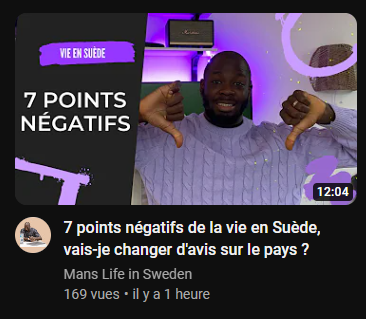 VIE EN SUÈDE
7 POINTS
NÉGATIFS
12:04
7 points négatifs de la vie en Suède,
vais-je changer d'avis sur le pays ?
Mans Life in Sweden
169 vues • il y a 1 heure